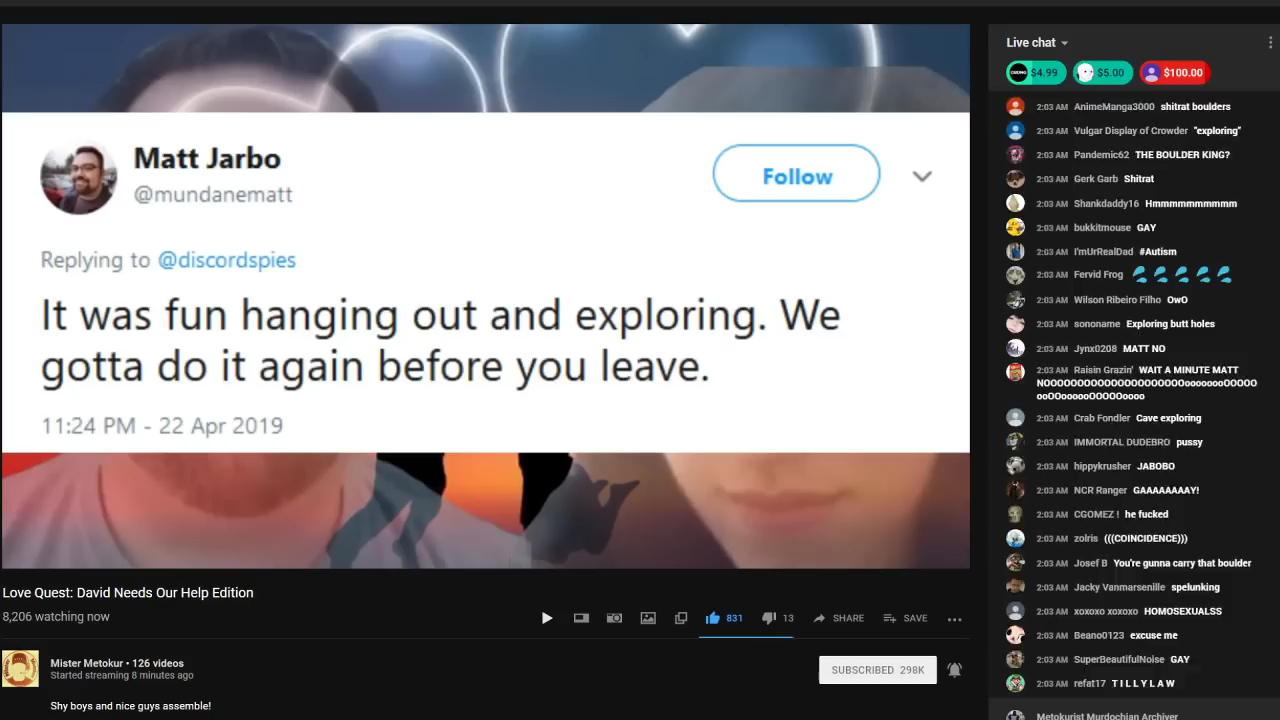 Matt Jarbo
@mundanematt
Follow
Replying to @discordspies
It was fun hanging out and exploring. We
gotta do it again before you leave.
11:24 PM - 22 Apr 2019
Love Quest: David Needs Our Help Edition
8,206 watching now
831
13
SHARE
SAVE
Mister Metokur • 126 videos
Started streaming 8 minutes ago
SUBSCRIBED 298K
Shy boys and nice guys assemble!
Live chat
$4.99
$5.00
$100.00
2:03 AM AnimeManga3000 shitrat boulders
2:03 AM Vulgar Display of Crowder "exploring"
2:03 AM Pandemic62 THE BOULDER KING?
2:03 AM Gerk Garb Shitrat
2:03 AM Shankdaddy16 Hmmmmmmmmmm
2:03 AM bukkitmouse GAY
2:03 AM I'mUrRealDad #Autism
2:03 AM Fervid Frog 💦 💦 💦 💦 💦
2:03 AM Wilson Ribeiro Filho OwO
2:03 AM sononame Exploring butt holes
2:03 AM Jynx0208 MATT NO
2:03 AM Raisin Grazin' WAIT A MINUTE MATT
NOOOOOOOOOOOOOOOOOOOOoooooooOOOOO
ooOOoooooOOOOOoooo
2:03 AM Crab Fondler Cave exploring
2:03 AM IMMORTAL DUDEBRO pussy
2:03 AM hippykrusher JABOBO
2:03 AM NCR Ranger GAAAAAAAY!
2:03 AM CGOMEZ ! he fucked
2:03 AM zolris (((COINCIDENCE)))
2:03 AM Josef B You're gunna carry that boulder
2:03 AM Jacky Vanmarsenille spelunking
2:03 AM xoxoxo xoxoxo HOMOSEXUALSS
2:03 AM Beano0123 excuse me
2:03 AM SuperBeautifulNoise GAY
2:03 AM refat17 T I L L Y L A W
Metokurist Murdochian Archiver